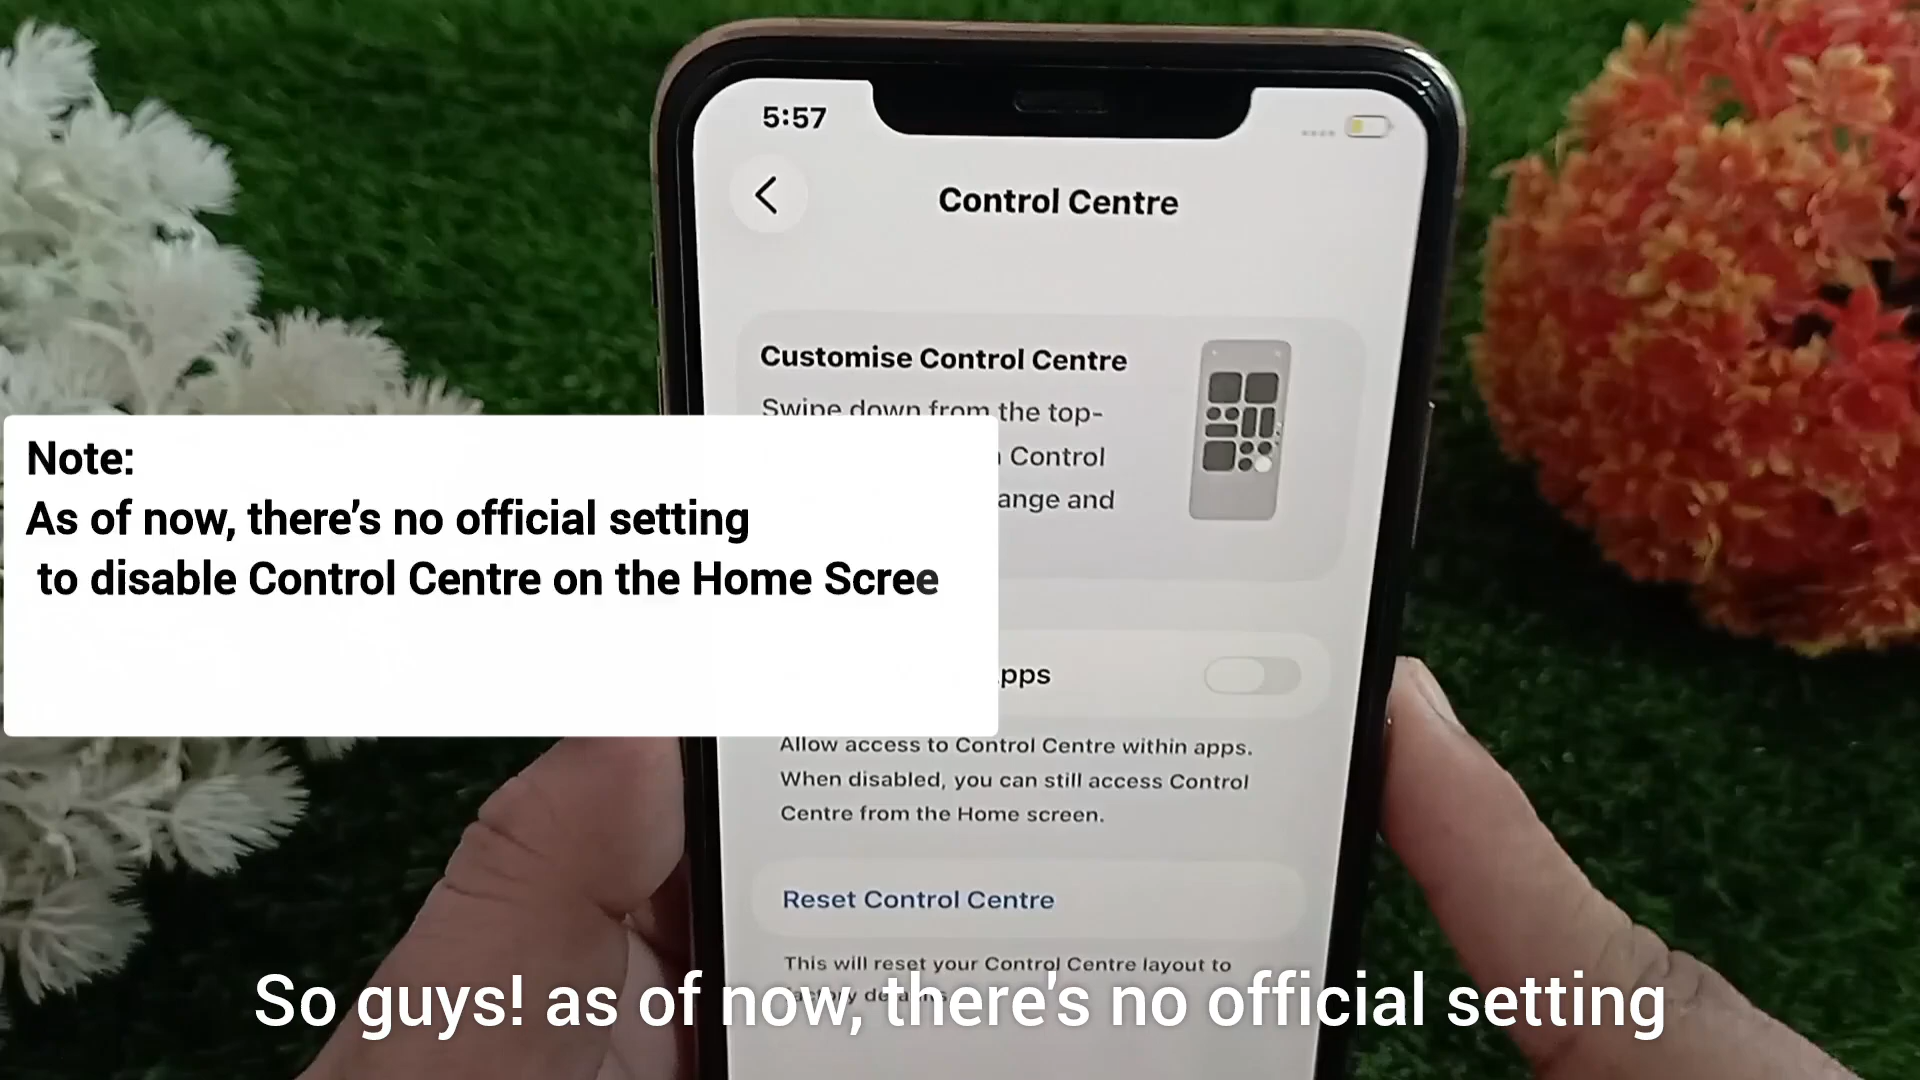 5:57
Control Centre
Customise Control Centre
Swipe down from the top-
Control
ange and
Note:
As of now, there's no official setting
to disable Control Centre on the Home Scree
pps
Allow access to Control Centre within apps.
When disabled, you can still access Control
Centre from the Home screen.
Reset Control Centre
This will reset your Control Centre layout to
So guys! as of now, there's no official setting